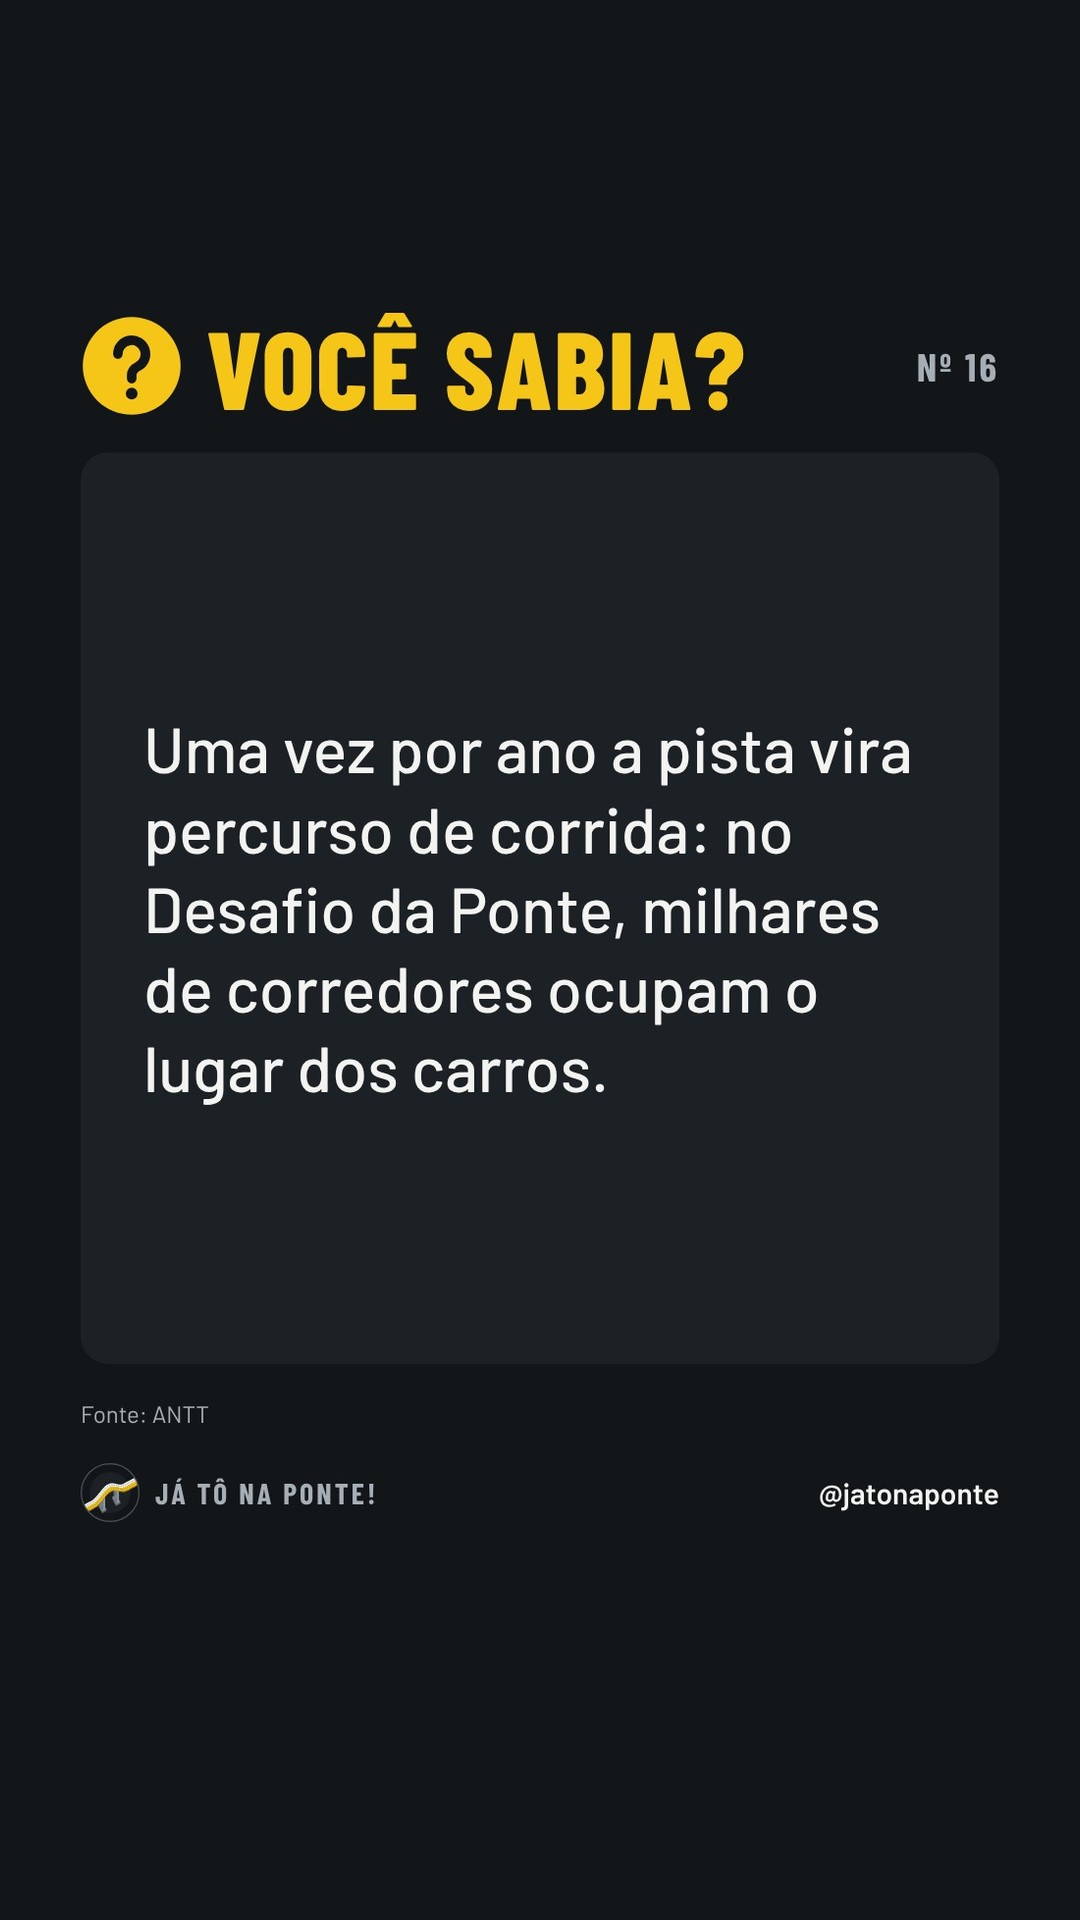 ? VOCÊ SABIA?
Nº 16
Uma vez por ano a pista vira
percurso de corrida: no
Desafio da Ponte, milhares
de corredores ocupam o
lugar dos carros.
Fonte: ANTT
JÁ TÔ NA PONTE!
@jatonaponte